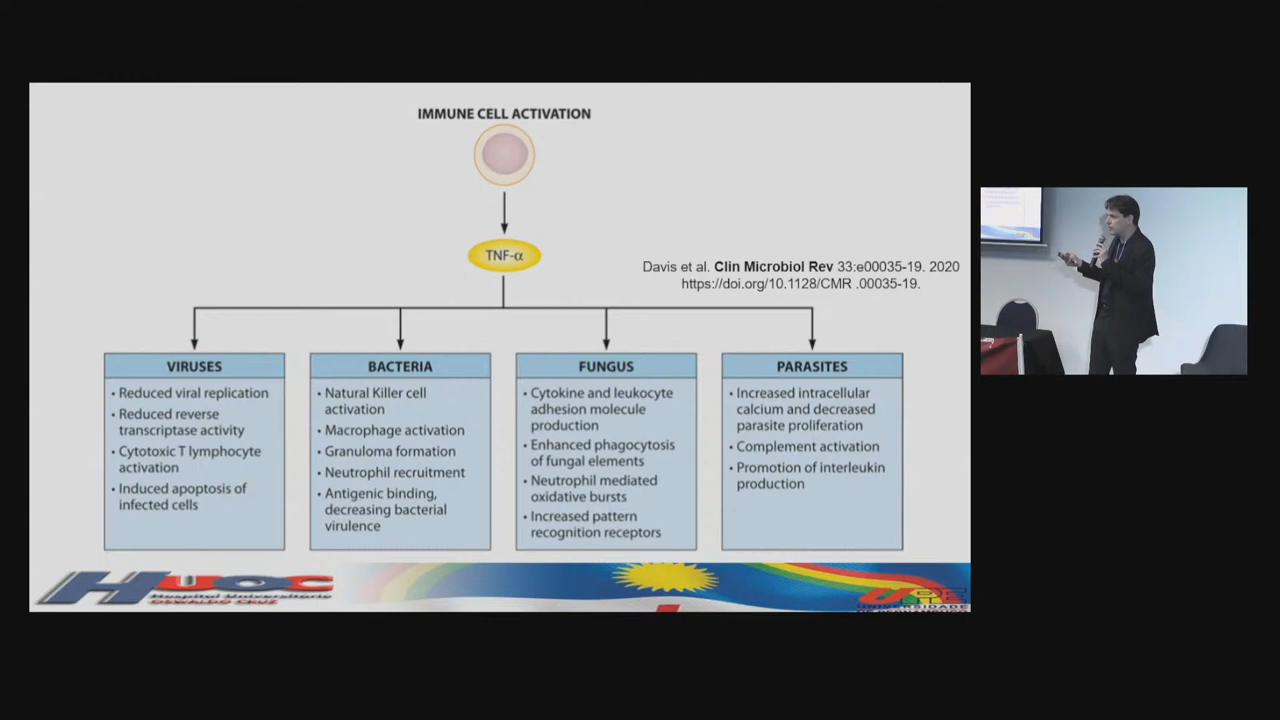 IMMUNE CELL ACTIVATION
TNF-α
Davis et al. Clin Microbiol Rev 33:e00035-19. 2020
https://doi.org/10.1128/CMR .00035-19.
VIRUSES
• Reduced viral replication
• Reduced reverse
transcriptase activity
• Cytotoxic T lymphocyte
activation
• Induced apoptosis of
infected cells
BACTERIA
• Natural Killer cell
activation
• Macrophage activation
• Granuloma formation
• Neutrophil recruitment
• Antigenic binding,
decreasing bacterial
virulence
FUNGUS
• Cytokine and leukocyte
adhesion molecule
production
• Enhanced phagocytosis
of fungal elements
• Neutrophil mediated
oxidative bursts
• Increased pattern
recognition receptors
PARASITES
• Increased intracellular
calcium and decreased
parasite proliferation
• Complement activation
• Promotion of interleukin
production
HUOC
Hospital Universitario
OSWALDO CRUZ
UPE
UNIVERSIDADE